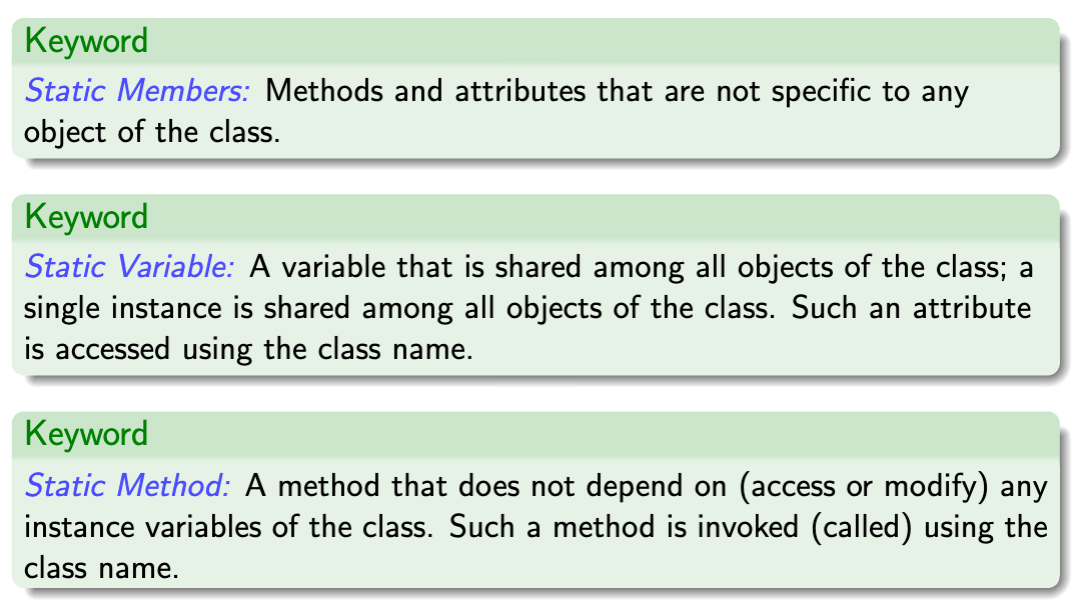 Keyword
Static Members: Methods and attributes that are not specific to any
object of the class.
Keyword
Static Variable: A variable that is shared among all objects of the class; a
single instance is shared among all objects of the class. Such an attribute
is accessed using the class name.
Keyword
Static Method: A method that does not depend on (access or modify) any
instance variables of the class. Such a method is invoked (called) using the
class name.